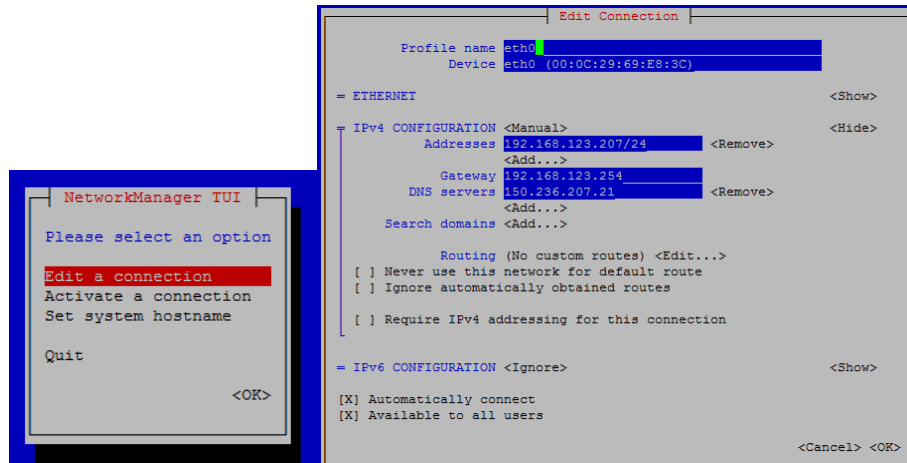 NetworkManager TUI
Please select an option
Edit a connection
Activate a connection
Set system hostname
Quit
<OK>
Edit Connection
Profile name eth0
Device eth0 (00:0C:29:69:E8:3C)
= ETHERNET <Show>
IPv4 CONFIGURATION <Manual> <Hide>
Addresses 192.168.123.207/24 <Remove>
<Add...>
Gateway 192.168.123.254
DNS servers 150.236.207.21 <Remove>
<Add...>
Search domains <Add...>
Routing (No custom routes) <Edit...>
[ ] Never use this network for default route
[ ] Ignore automatically obtained routes
[ ] Require IPv4 addressing for this connection
= IPv6 CONFIGURATION <Ignore> <Show>
[X] Automatically connect
[X] Available to all users
<Cancel> <OK>